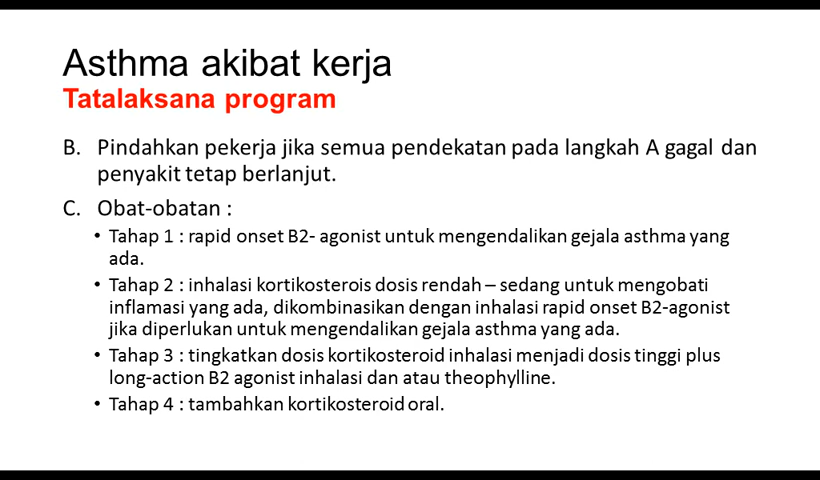 Asthma akibat kerja
Tatalaksana program
B. Pindahkan pekerja jika semua pendekatan pada langkah A gagal dan
penyakit tetap berlanjut.
C. Obat-obatan :
• Tahap 1 : rapid onset B2- agonist untuk mengendalikan gejala asthma yang
ada.
• Tahap 2 : inhalasi kortikosterois dosis rendah – sedang untuk mengobati
inflamasi yang ada, dikombinasikan dengan inhalasi rapid onset B2-agonist
jika diperlukan untuk mengendalikan gejala asthma yang ada.
• Tahap 3 : tingkatkan dosis kortikosteroid inhalasi menjadi dosis tinggi plus
long-action B2 agonist inhalasi dan atau theophylline.
• Tahap 4 : tambahkan kortikosteroid oral.